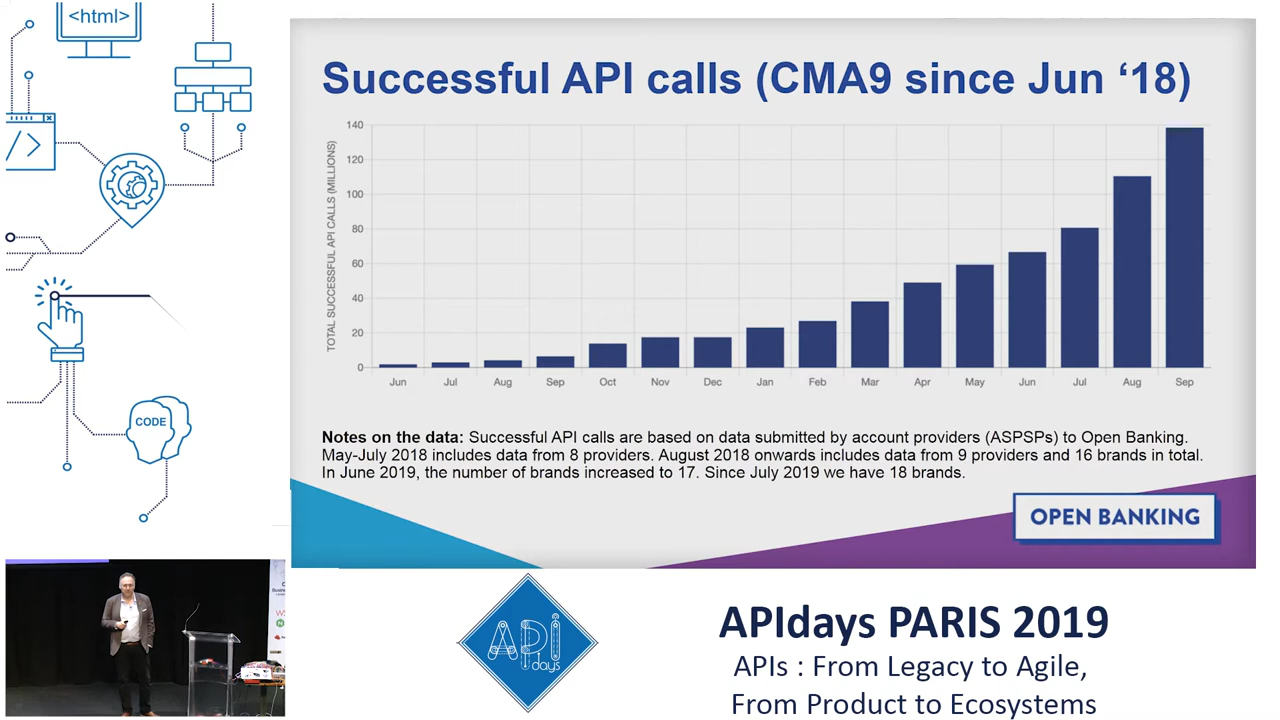 <html>
</>
CODE
Successful API calls (CMA9 since Jun ‘18)
TOTAL SUCCESSFUL API CALLS (MILLIONS)
140
120
100
80
60
40
20
0
Jun Jul Aug Sep Oct Nov Dec Jan Feb Mar Apr May Jun Jul Aug Sep
Notes on the data: Successful API calls are based on data submitted by account providers (ASPSPs) to Open Banking.
May-July 2018 includes data from 8 providers. August 2018 onwards includes data from 9 providers and 16 brands in total.
In June 2019, the number of brands increased to 17. Since July 2019 we have 18 brands.
OPEN BANKING
API
days
APIdays PARIS 2019
APIs : From Legacy to Agile,
From Product to Ecosystems